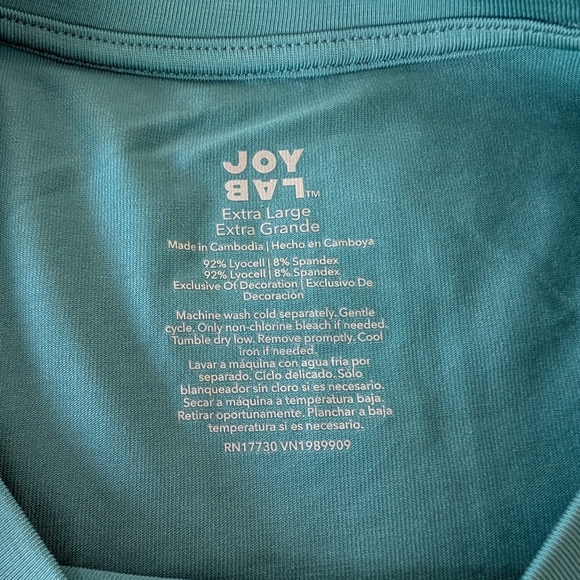 JOY
LAB™
Extra Large
Extra Grande
Made in Cambodia | Hecho en Camboya
92% Lyocell | 8% Spandex
92% Lyocell | 8% Spandex
Exclusive Of Decoration | Exclusivo De
Decoración
Machine wash cold separately. Gentle
cycle. Only non-chlorine bleach if needed.
Tumble dry low. Remove promptly. Cool
iron if needed.
Lavar a máquina con agua fria por
separado. Ciclo delicado. Sólo
blanqueador sin cloro si es necesario.
Secar a máquina a temperatura baja.
Retirar oportunamente. Planchar a baja
temperatura si es necesario.
RN17730 VN1989909